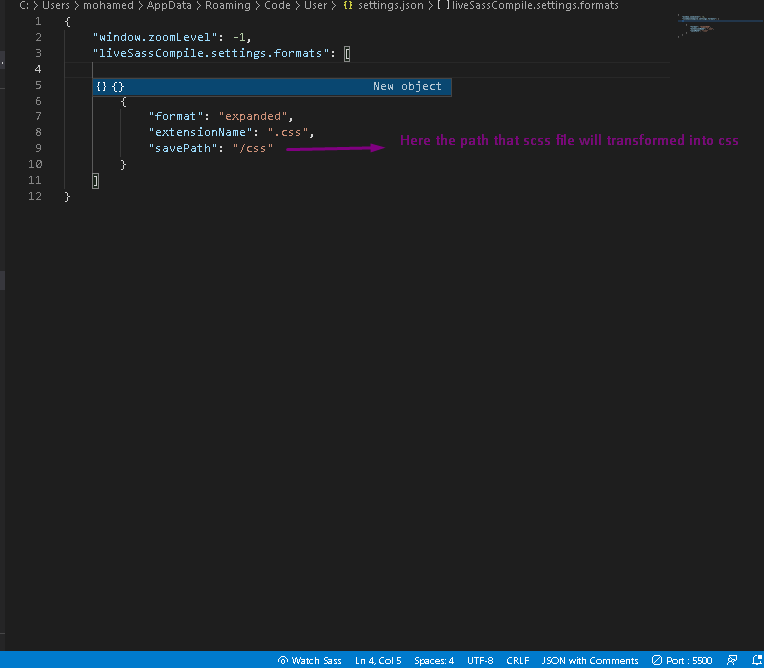 C: > Users > mohamed > AppData > Roaming > Code > User > {} settings.json > [ ] liveSassCompile.settings.formats
1 {
2 "window.zoomLevel": -1,
3 "liveSassCompile.settings.formats": [
4
5 {} {} New object
6 {
7 "format": "expanded",
8 "extensionName": ".css",
9 "savePath": "/css" Here the path that scss file will transformed into css
10 }
11 ]
12 }
Watch Sass Ln 4, Col 5 Spaces: 4 UTF-8 CRLF JSON with Comments Port : 5500